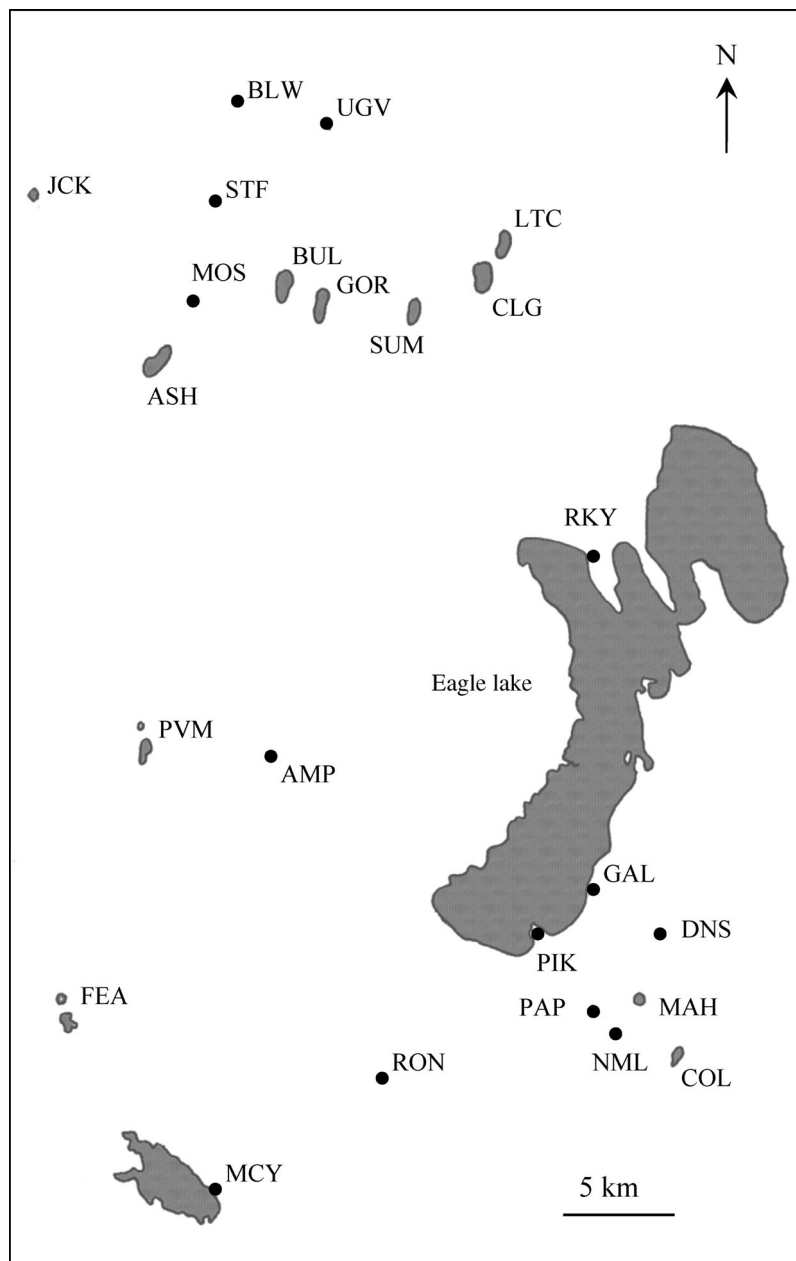 N
BLW
UGV
JCK
STF
LTC
BUL
MOS
GOR
CLG
SUM
ASH
RKY
Eagle lake
PVM
AMP
GAL
DNS
PIK
FEA
PAP
MAH
NML
RON
COL
MCY
5 km